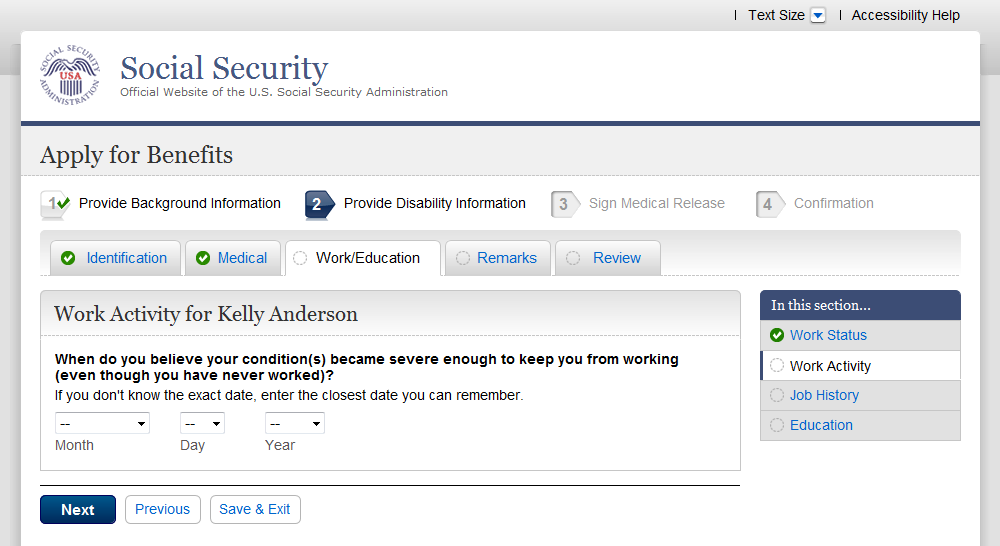 Text Size
Accessibility Help
SOCIAL SECURITY ADMINISTRATION
USA
Social Security
Official Website of the U.S. Social Security Administration
Apply for Benefits
1 Provide Background Information
2 Provide Disability Information
3 Sign Medical Release
4 Confirmation
Identification
Medical
Work/Education
Remarks
Review
Work Activity for Kelly Anderson
When do you believe your condition(s) became severe enough to keep you from working
(even though you have never worked)?
If you don't know the exact date, enter the closest date you can remember.
-- -- --
Month Day Year
In this section...
Work Status
Work Activity
Job History
Education
Next Previous Save & Exit